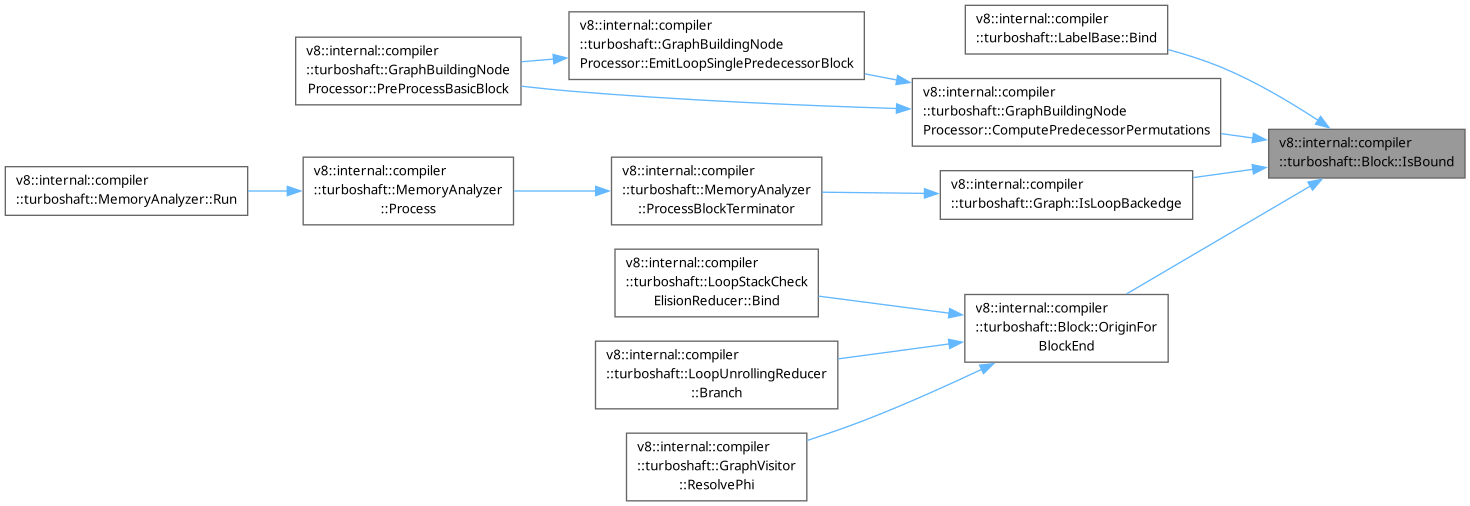 v8::internal::compiler
::turboshaft::LabelBase::Bind
v8::internal::compiler
::turboshaft::GraphBuildingNode
Processor::EmitLoopSinglePredecessorBlock
v8::internal::compiler
::turboshaft::GraphBuildingNode
Processor::PreProcessBasicBlock
v8::internal::compiler
::turboshaft::GraphBuildingNode
Processor::ComputePredecessorPermutations
v8::internal::compiler
::turboshaft::Block::IsBound
v8::internal::compiler
::turboshaft::MemoryAnalyzer::Run
v8::internal::compiler
::turboshaft::MemoryAnalyzer
::Process
v8::internal::compiler
::turboshaft::MemoryAnalyzer
::ProcessBlockTerminator
v8::internal::compiler
::turboshaft::Graph::IsLoopBackedge
v8::internal::compiler
::turboshaft::LoopStackCheck
ElisionReducer::Bind
v8::internal::compiler
::turboshaft::Block::OriginFor
BlockEnd
v8::internal::compiler
::turboshaft::LoopUnrollingReducer
::Branch
v8::internal::compiler
::turboshaft::GraphVisitor
::ResolvePhi